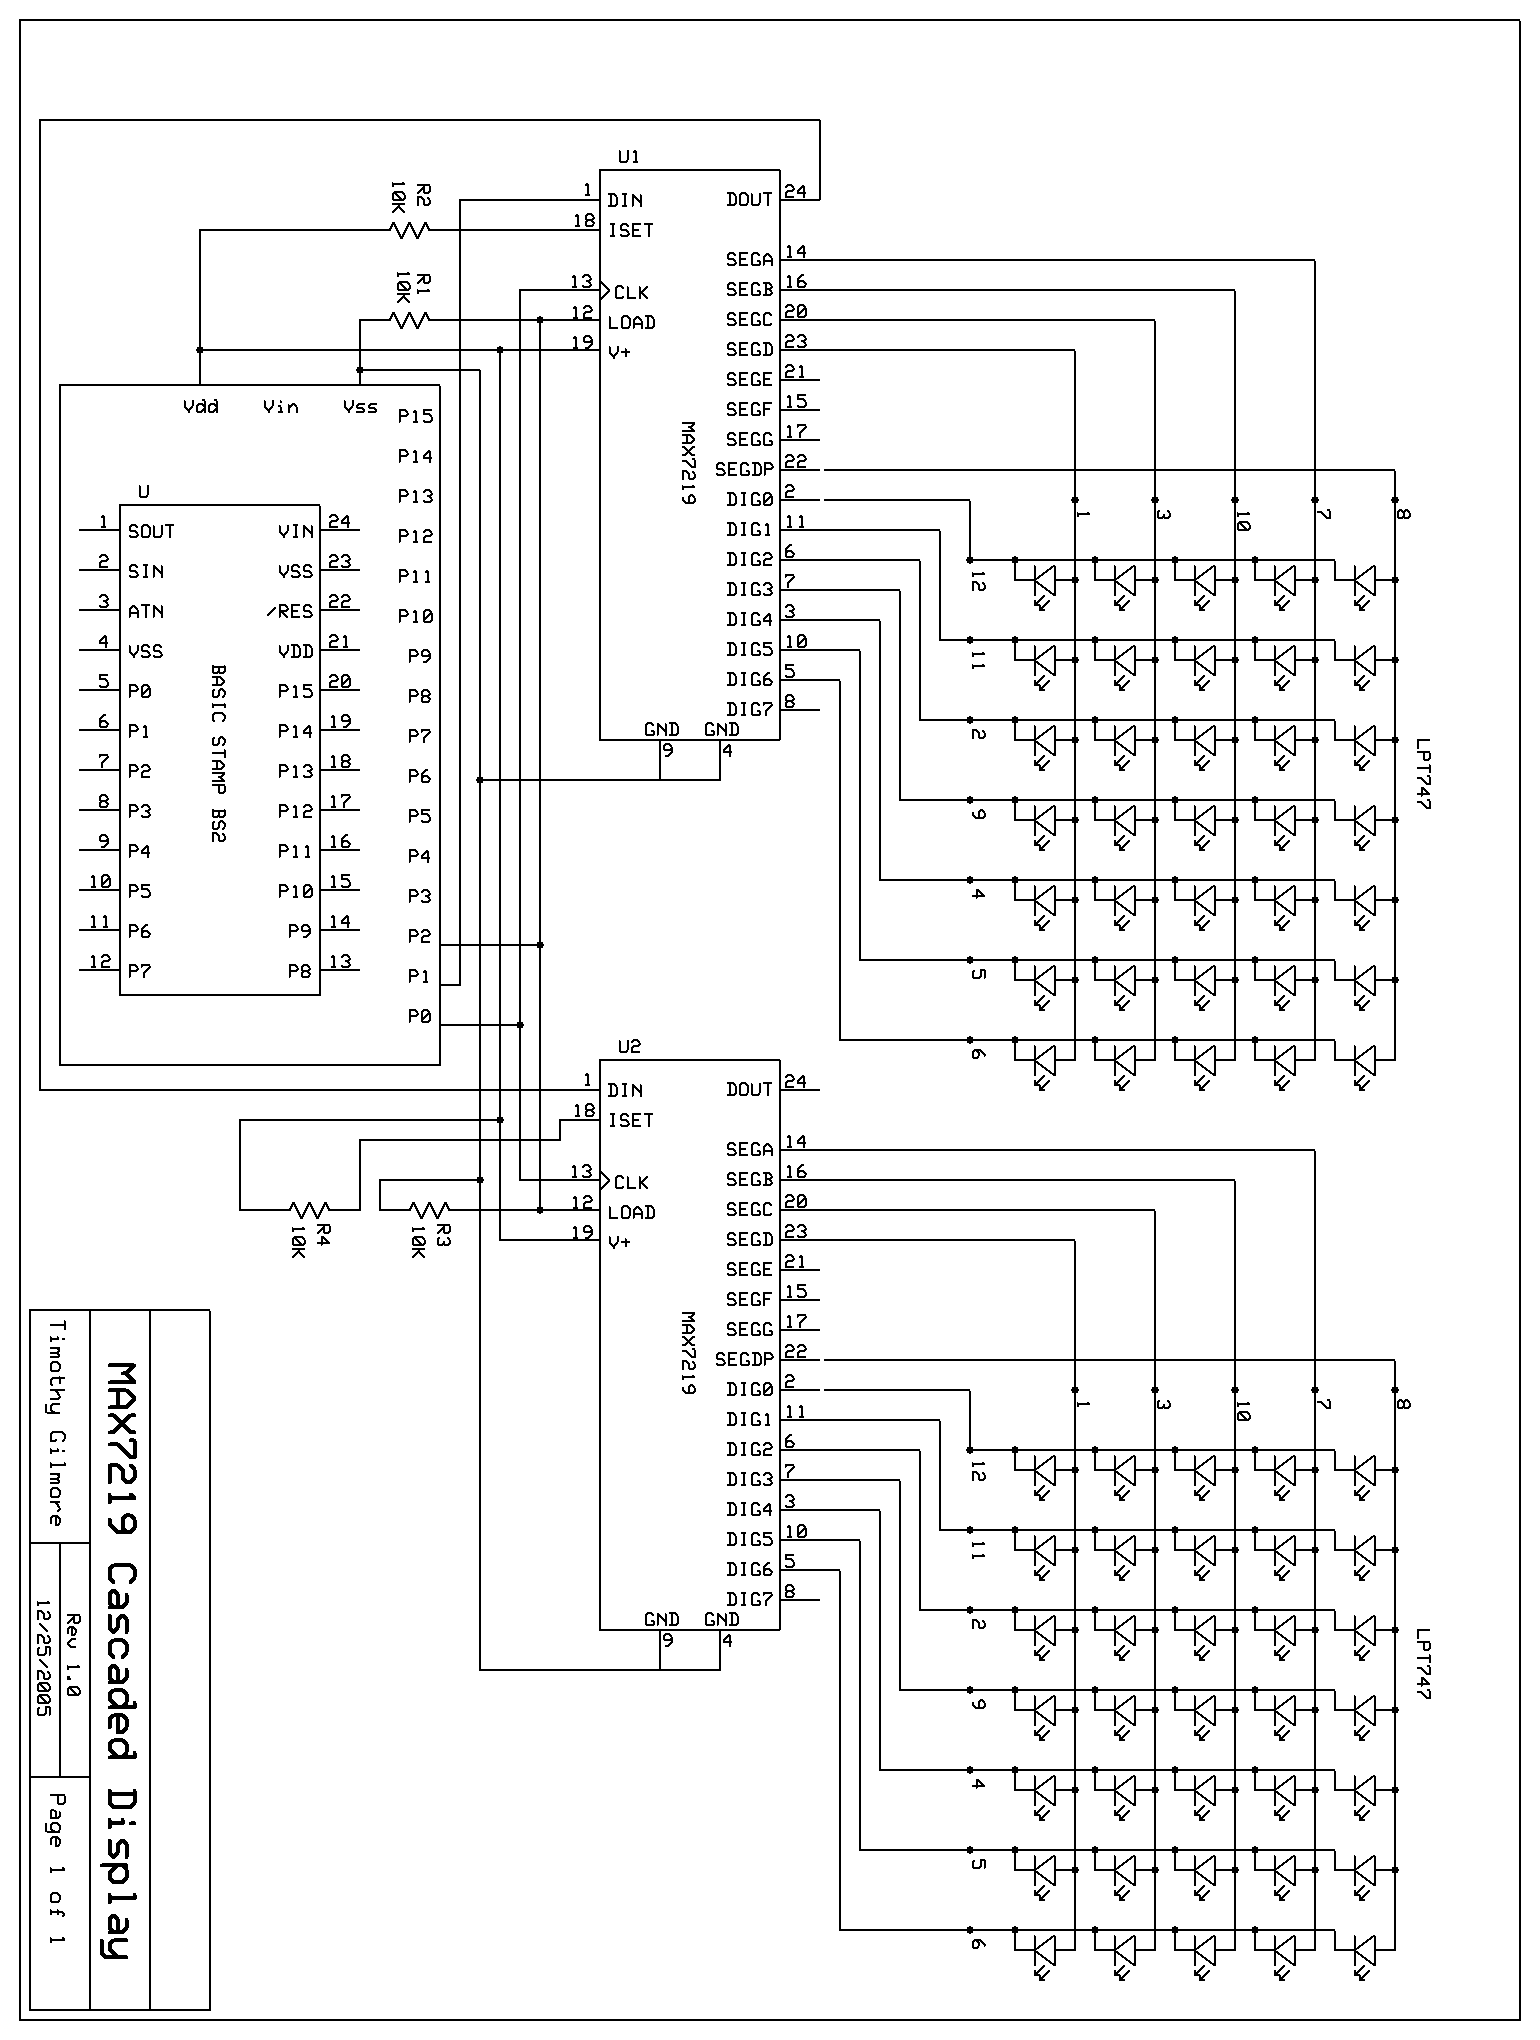 U1
1 DIN
DOUT 24
R2
10K
18 ISET
SEGA 14
R1
10K
13 CLK
SEGB 16
12 LOAD
SEGC 20
19 V+
SEGD 23
SEGE 21
SEGF 15
SEGG 17
SEGDP 22
DIG0 2
DIG1 11
DIG2 6
DIG3 7
DIG4 3
DIG5 10
DIG6 5
DIG7 8
GND GND
9 4
MAX7219
1 3 10 7 8
12
11
2
9
4
5
6
LPT747
Vdd Vin Vss
P15
P14
P13
P12
P11
P10
P9
P8
P7
P6
P5
P4
P3
P2
P1
P0
U
1 SOUT VIN 24
2 SIN VSS 23
3 ATN /RES 22
4 VSS VDD 21
5 P0 P15 20
6 P1 P14 19
7 P2 P13 18
8 P3 P12 17
9 P4 P11 16
10 P5 P10 15
11 P6 P9 14
12 P7 P8 13
BASIC STAMP BS2
U2
1 DIN
DOUT 24
18 ISET
SEGA 14
13 CLK
SEGB 16
12 LOAD
SEGC 20
19 V+
SEGD 23
R4
10K
R3
10K
SEGE 21
SEGF 15
SEGG 17
SEGDP 22
DIG0 2
DIG1 11
DIG2 6
DIG3 7
DIG4 3
DIG5 10
DIG6 5
DIG7 8
GND GND
9 4
MAX7219
1 3 10 7 8
12
11
2
9
4
5
6
LPT747
MAX7219 Cascaded Display
Timothy Gilmore
Rev 1.0
12/25/2005
Page 1 of 1